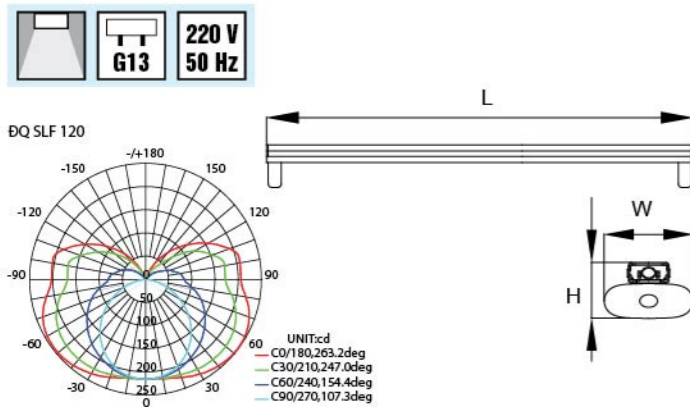 G13
220 V
50 Hz
ĐQ SLF 120
L
W
H
-/+180
-150
150
-120
120
-90
90
-60
60
-30
30
0
0
50
100
150
200
250
UNIT:cd
C0/180,263.2deg
C30/210,247.0deg
C60/240,154.4deg
C90/270,107.3deg